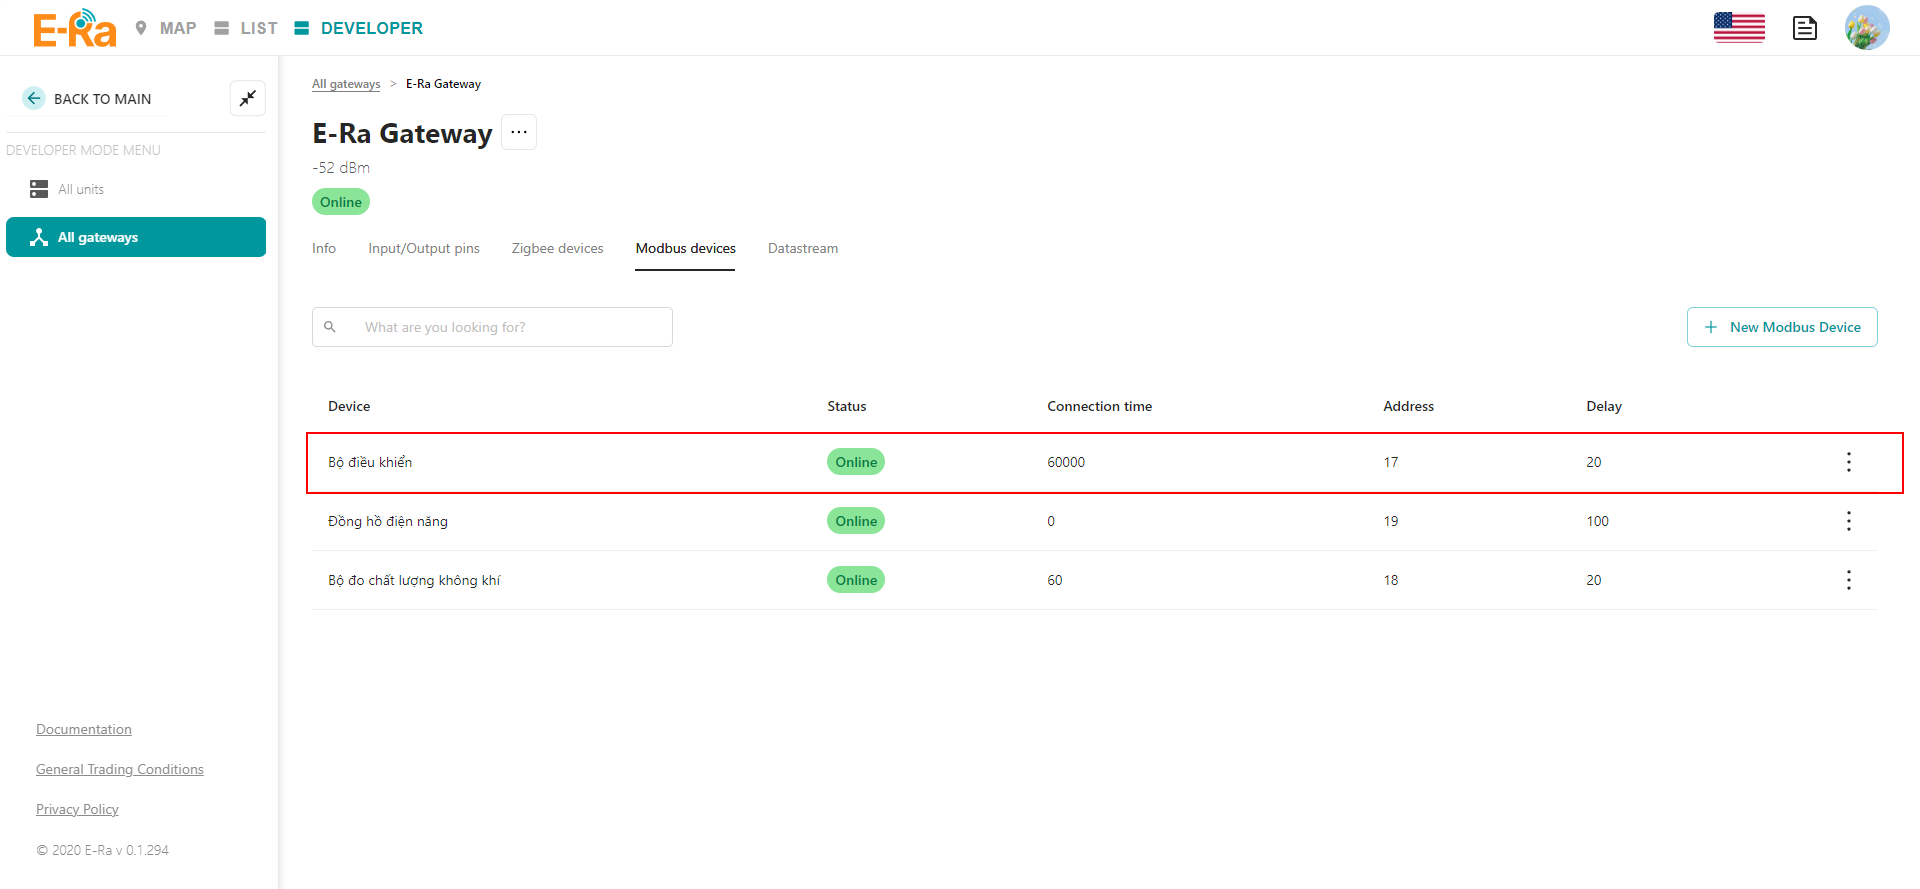 E-Ra MAP LIST DEVELOPER
BACK TO MAIN
DEVELOPER MODE MENU
All units
All gateways
All gateways > E-Ra Gateway
E-Ra Gateway ...
-52 dBm
Online
Info Input/Output pins Zigbee devices Modbus devices Datastream
What are you looking for?
+ New Modbus Device
Device Status Connection time Address Delay
Bộ điều khiển Online 60000 17 20
Đồng hồ điện năng Online 0 19 100
Bộ đo chất lượng không khí Online 60 18 20
Documentation
General Trading Conditions
Privacy Policy
© 2020 E-Ra v 0.1.294